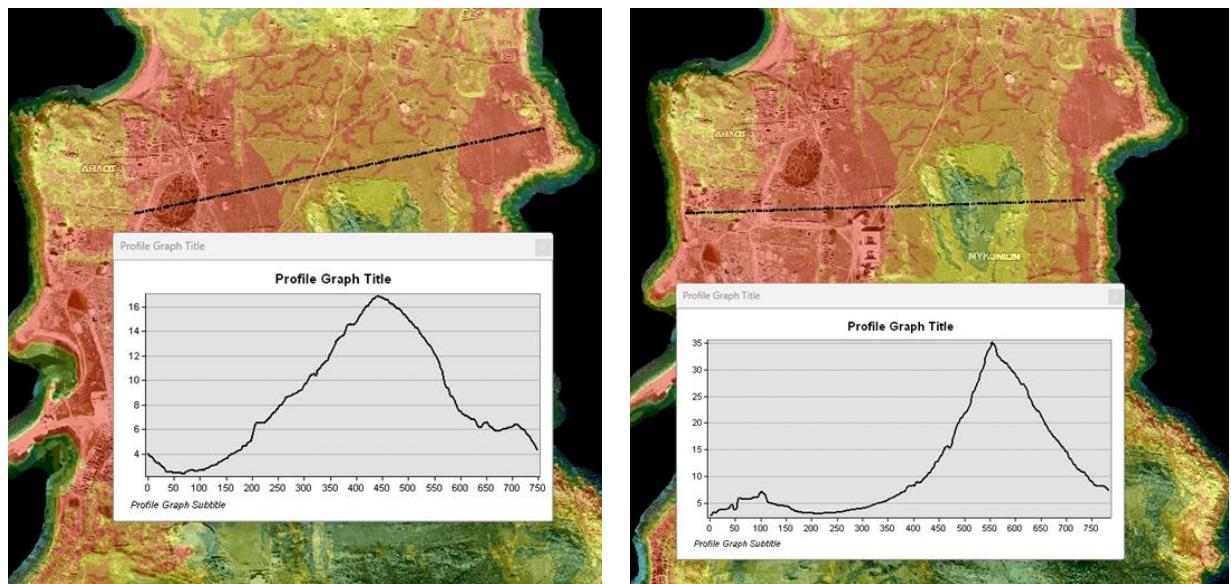 ΔΗΛΟΣ
Profile Graph Title
Profile Graph Title
16
14
12
10
8
6
4
0 50 100 150 200 250 300 350 400 450 500 550 600 650 700 750
Profile Graph Subtitle
ΔΗΛΟΣ
MYKONION
Profile Graph Title
Profile Graph Title
35
30
25
20
15
10
5
0 50 100 150 200 250 300 350 400 450 500 550 600 650 700 750
Profile Graph Subtitle